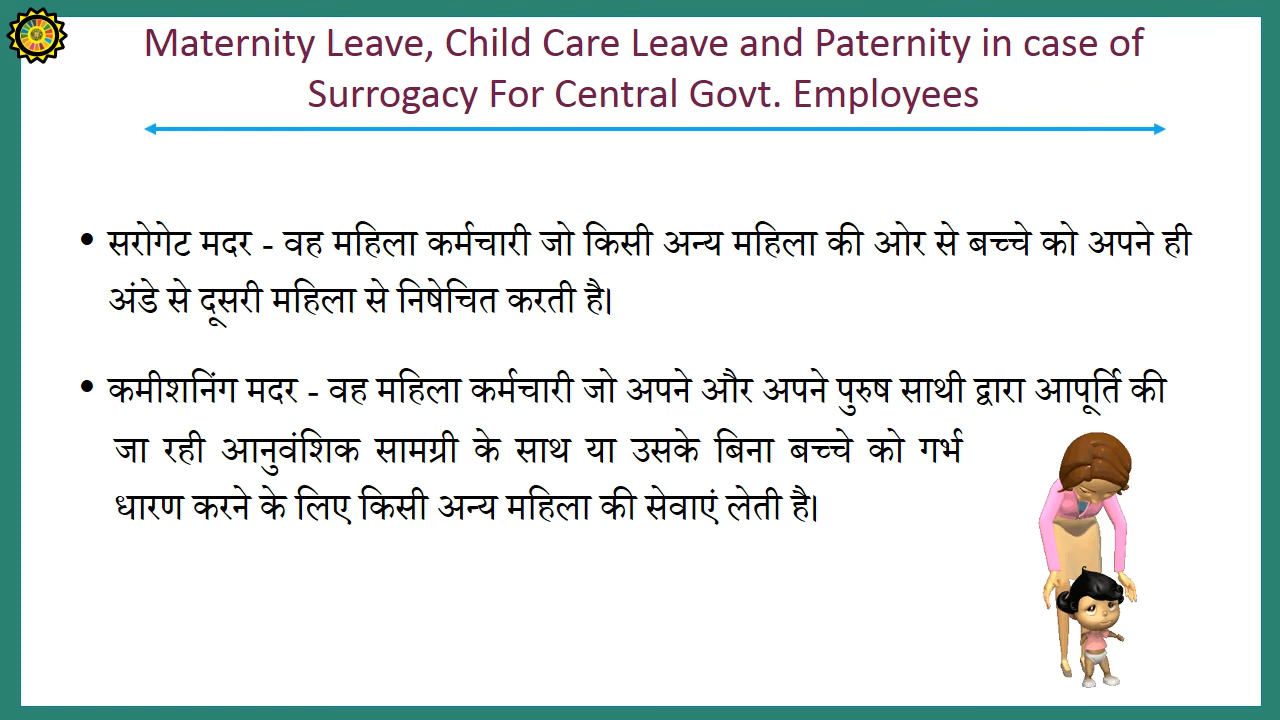 Maternity Leave, Child Care Leave and Paternity in case of
Surrogacy For Central Govt. Employees
• सरोगेट मदर - वह महिला कर्मचारी जो किसी अन्य महिला की ओर से बच्चे को अपने ही
अंडे से दूसरी महिला से निषेचित करती है।
• कमीशनिंग मदर - वह महिला कर्मचारी जो अपने और अपने पुरुष साथी द्वारा आपूर्ति की
जा रही आनुवंशिक सामग्री के साथ या उसके बिना बच्चे को गर्भ
धारण करने के लिए किसी अन्य महिला की सेवाएं लेती है।